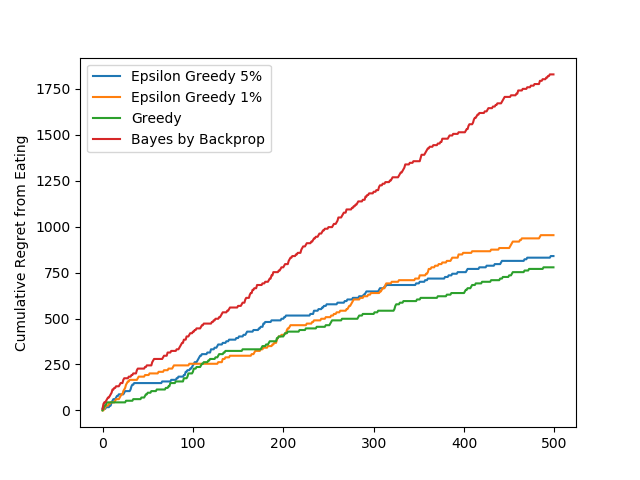 Epsilon Greedy 5%
Epsilon Greedy 1%
Greedy
Bayes by Backprop
Cumulative Regret from Eating
1750
1500
1250
1000
750
500
250
0
0 100 200 300 400 500